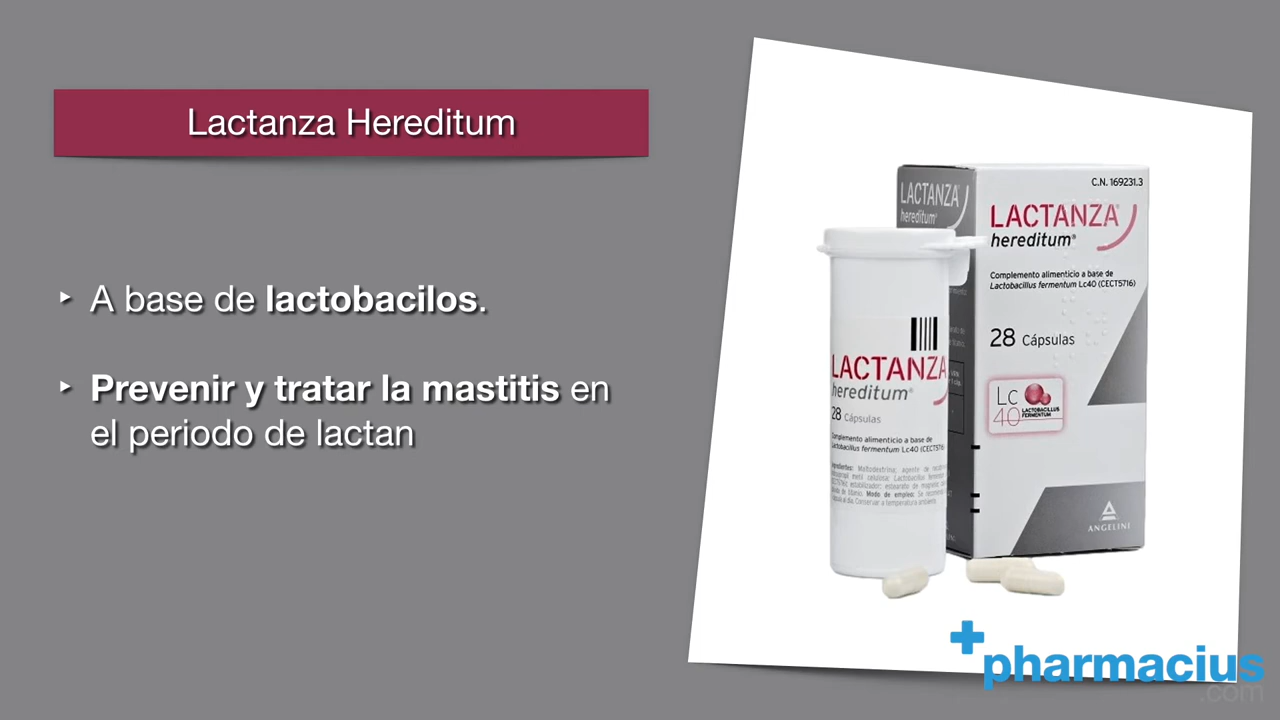 Lactanza Hereditum
‣ A base de lactobacilos.
‣ Prevenir y tratar la mastitis en
el periodo de lactan
LACTANZA
hereditum®
C.N. 169231.3
LACTANZA®
hereditum®
Complemento alimenticio a base de
Lactobacillus fermentum Lc40 (CECT5716)
28 Cápsulas
Lc
40 LACTOBACILLUS
FERMENTUM
ANGELINI
LACTANZA
hereditum®
28 Cápsulas
Complemento alimenticio a base de
Lactobacillus fermentum Lc40 (CECT5716)
pharmacius
.com